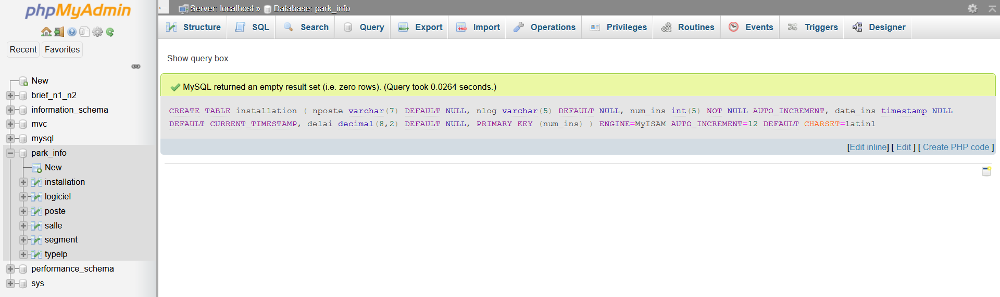 phpMyAdmin
Recent Favorites
New
brief_n1_n2
information_schema
mvc
mysql
park_info
New
installation
logiciel
poste
salle
segment
typelp
performance_schema
sys
← Server: localhost » Database: park_info
Structure SQL Search Query Export Import Operations Privileges Routines Events Triggers Designer
Show query box
MySQL returned an empty result set (i.e. zero rows). (Query took 0.0264 seconds.)
CREATE TABLE installation ( nposte varchar(7) DEFAULT NULL, nlog varchar(5) DEFAULT NULL, num_ins int(5) NOT NULL AUTO_INCREMENT, date_ins timestamp NULL
DEFAULT CURRENT_TIMESTAMP, delai decimal(8,2) DEFAULT NULL, PRIMARY KEY (num_ins) ) ENGINE=MyISAM AUTO_INCREMENT=12 DEFAULT CHARSET=latin1
[Edit inline] [ Edit ] [ Create PHP code ]